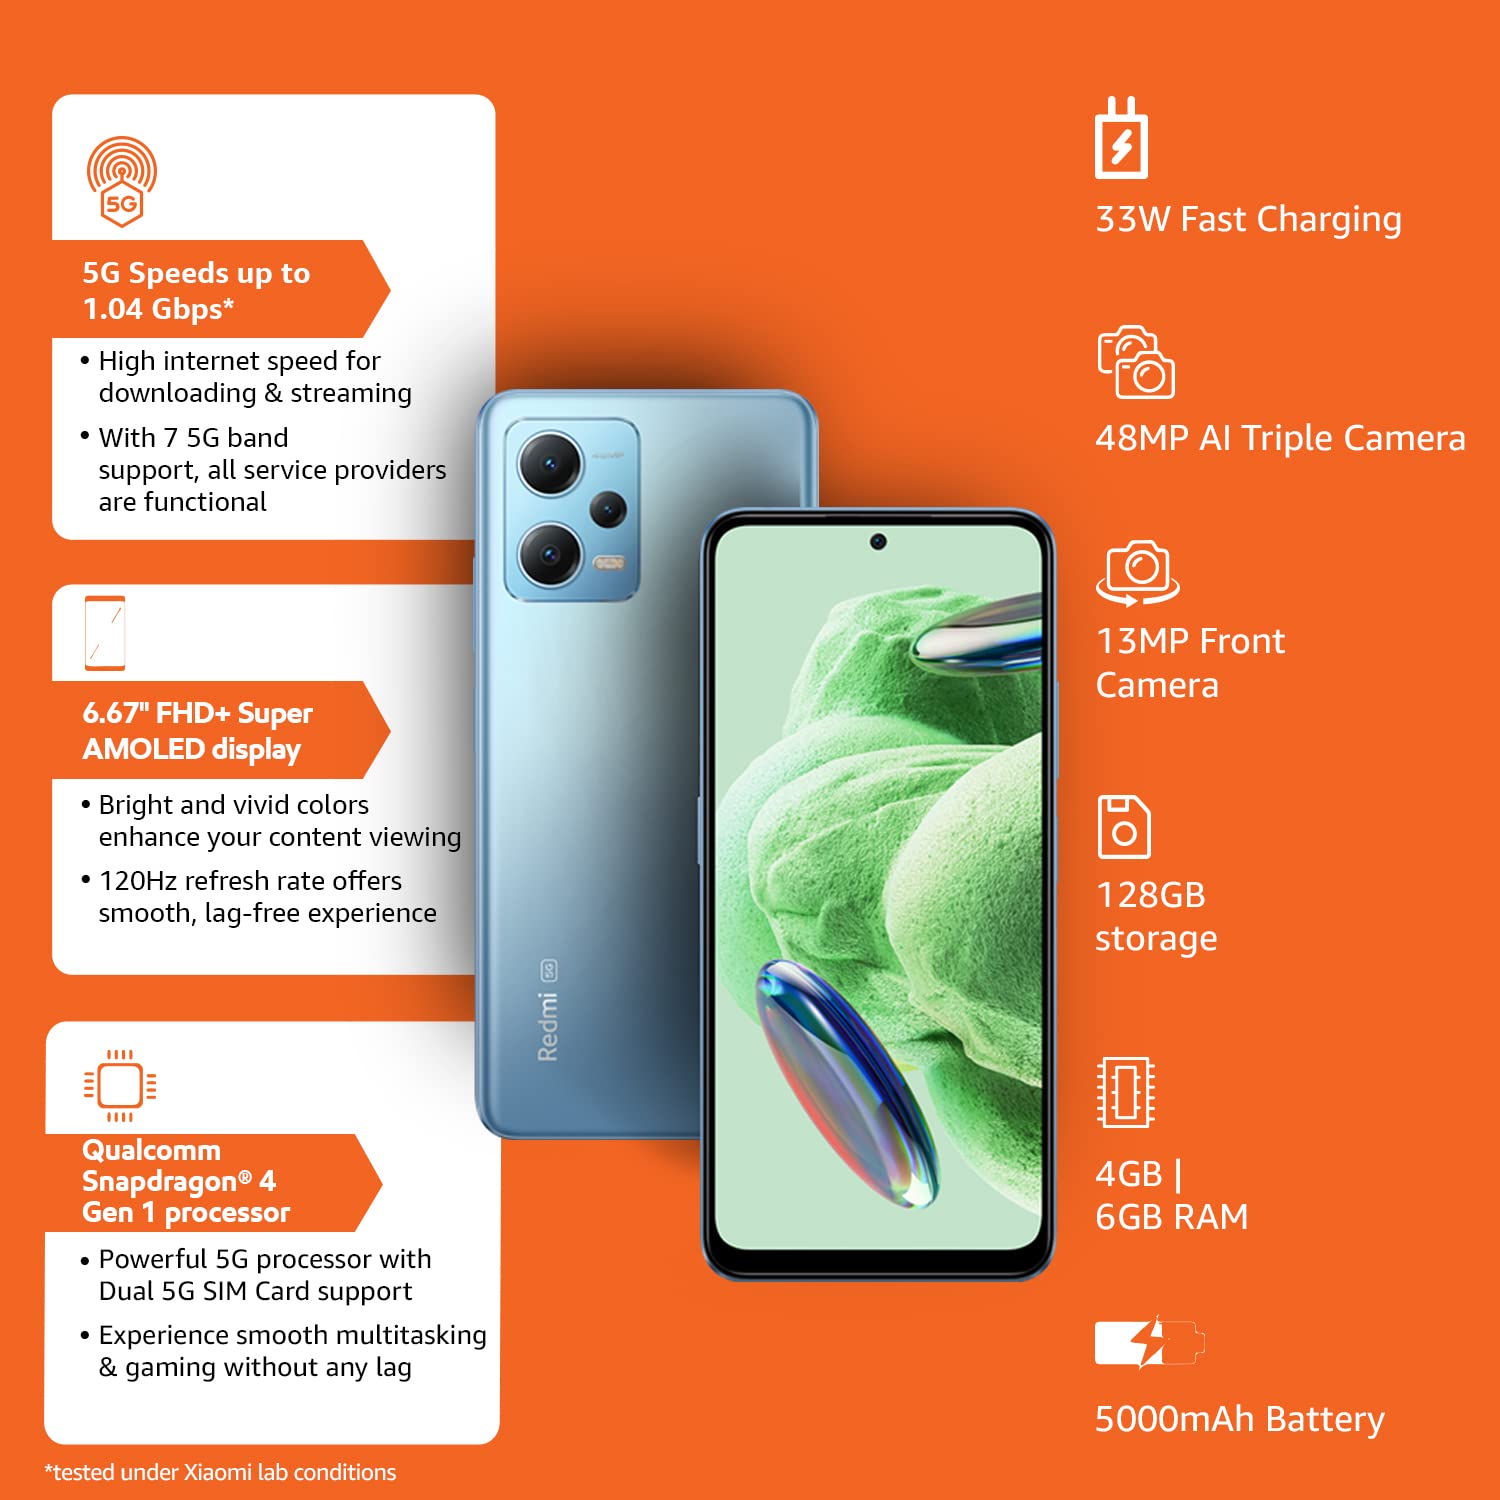 5G
5G Speeds up to
1.04 Gbps*
• High internet speed for
downloading & streaming
• With 7 5G band
support, all service providers
are functional
6.67" FHD+ Super
AMOLED display
• Bright and vivid colors
enhance your content viewing
• 120Hz refresh rate offers
smooth, lag-free experience
Qualcomm
Snapdragon® 4
Gen 1 processor
• Powerful 5G processor with
Dual 5G SIM Card support
• Experience smooth multitasking
& gaming without any lag
*tested under Xiaomi lab conditions
48MP
Redmi 5G
33W Fast Charging
48MP AI Triple Camera
13MP Front
Camera
128GB
storage
4GB |
6GB RAM
5000mAh Battery